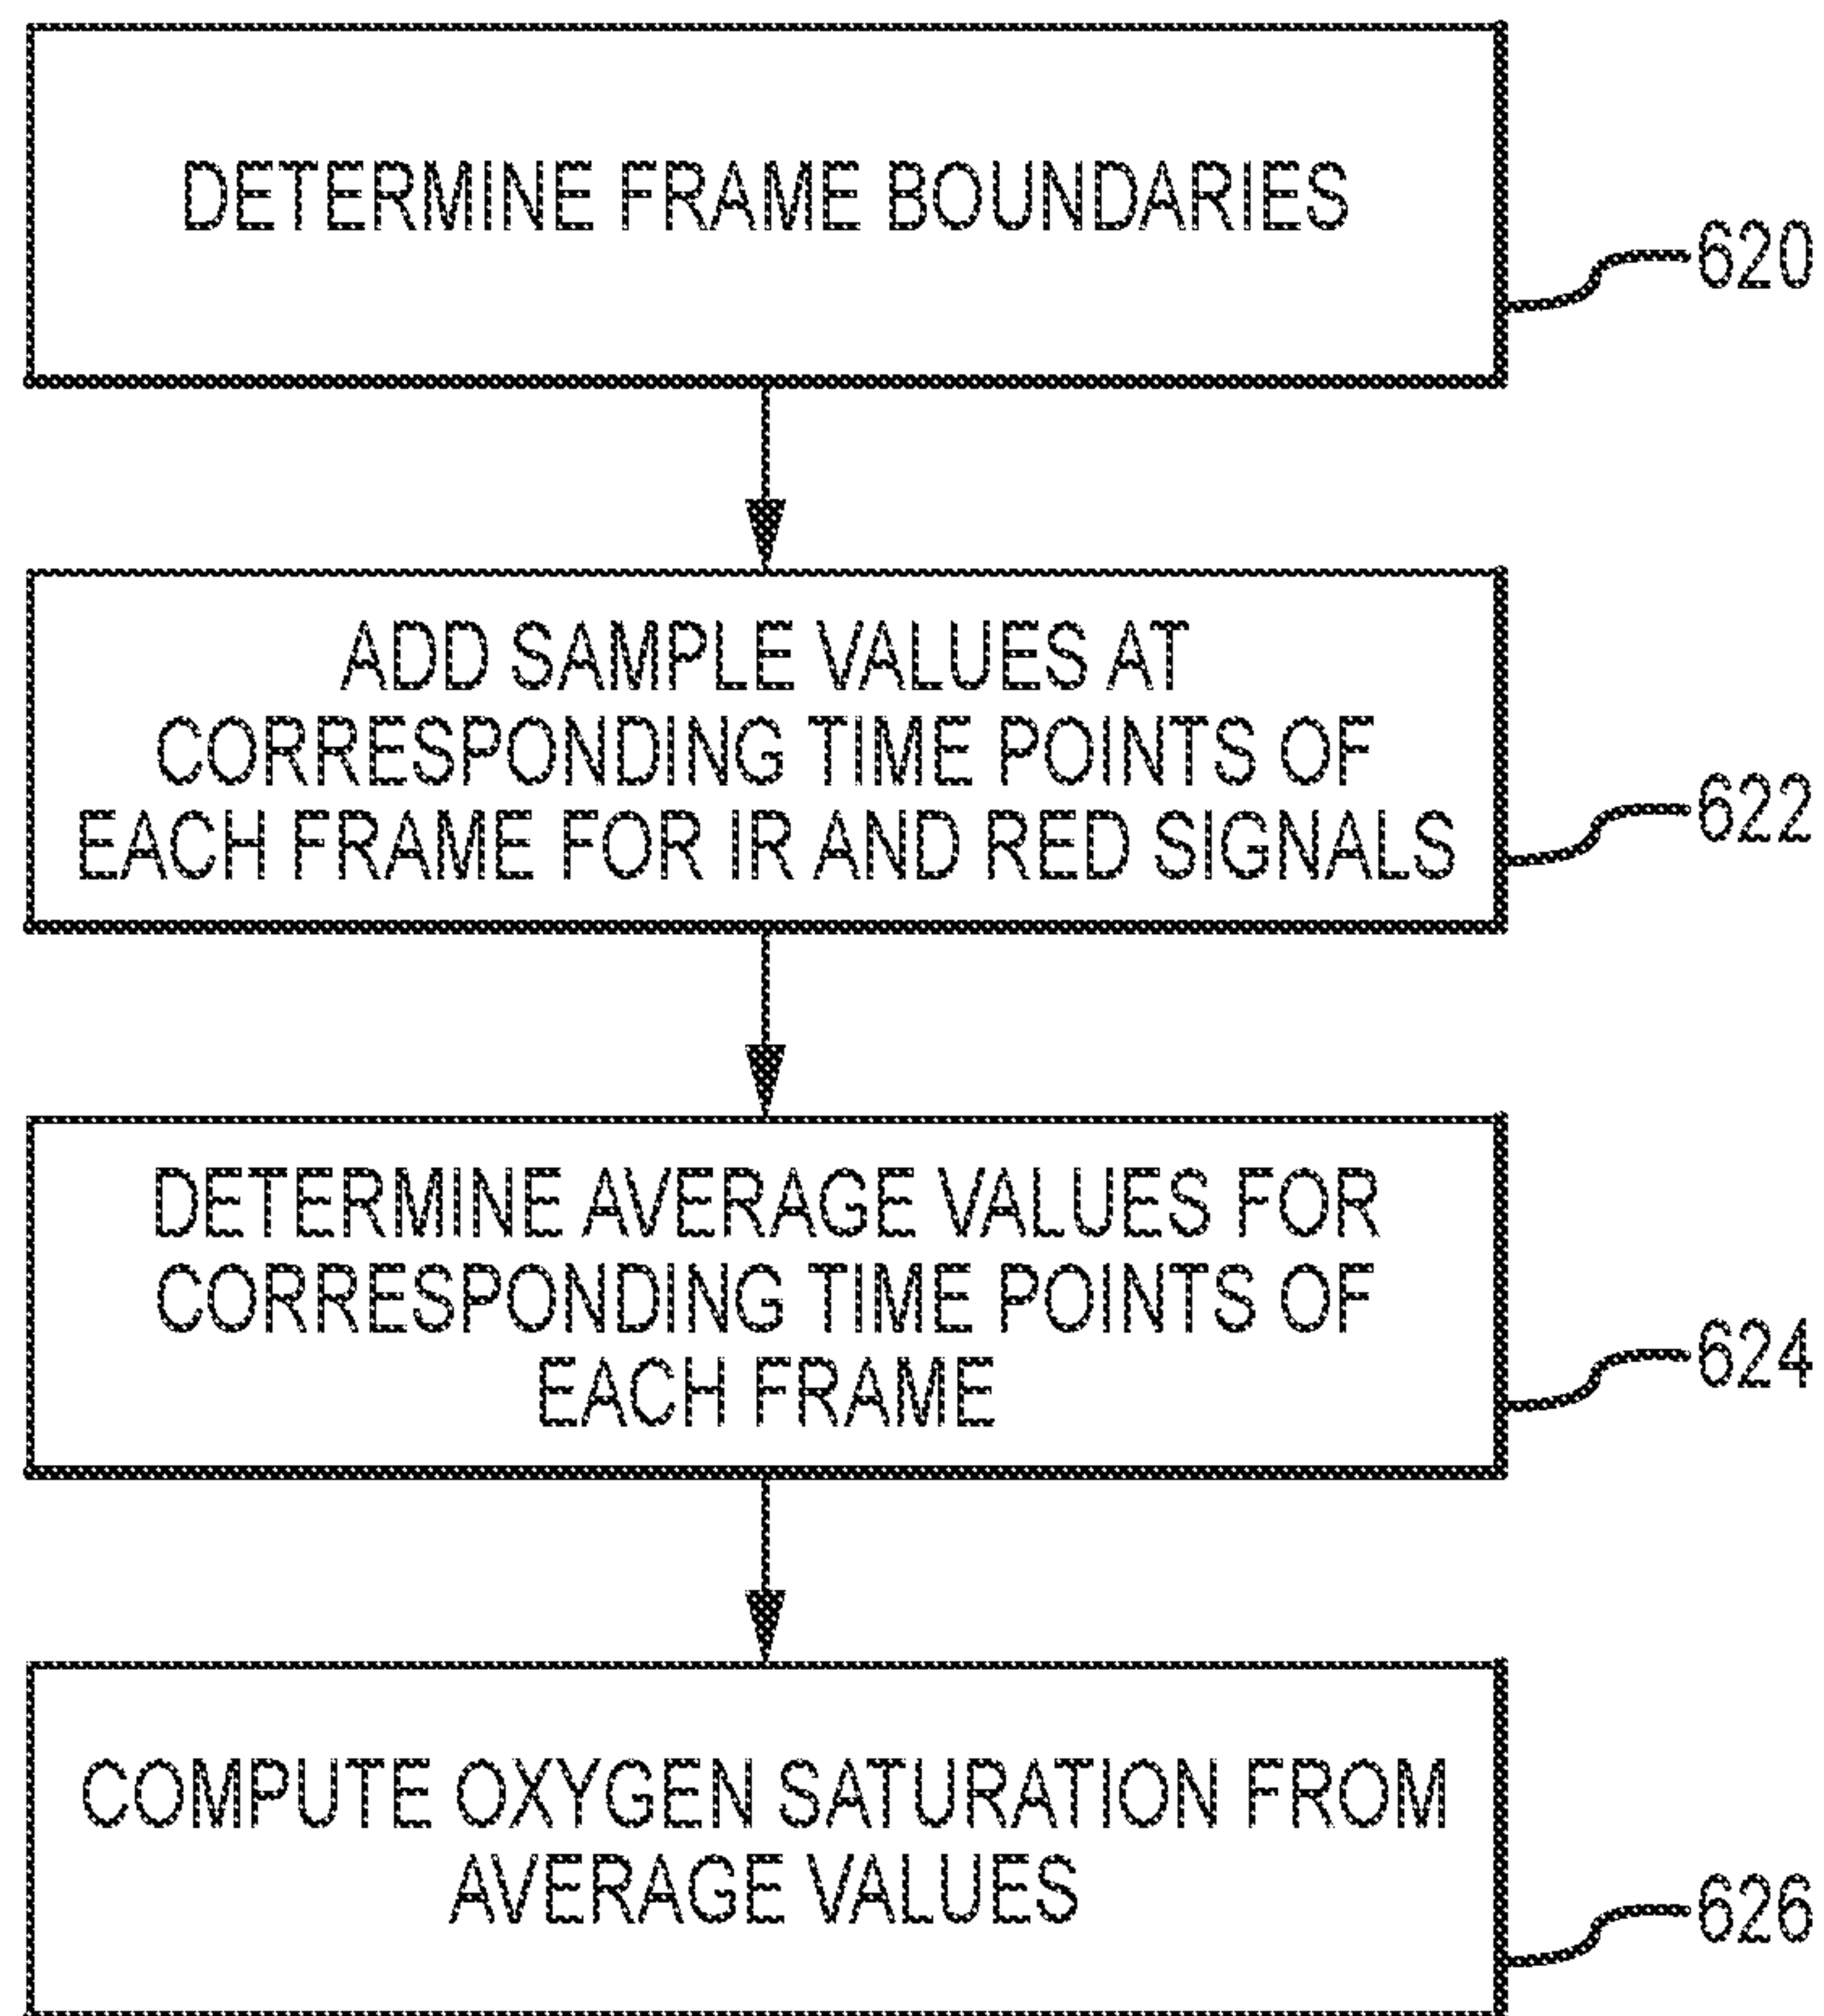 DETERMINE FRAME BOUNDARIES
620
ADD SAMPLE VALUES AT
CORRESPONDING TIME POINTS OF
EACH FRAME FOR IR AND RED SIGNALS
622
DETERMINE AVERAGE VALUES FOR
CORRESPONDING TIME POINTS OF
EACH FRAME
624
COMPUTE OXYGEN SATURATION FROM
AVERAGE VALUES
626